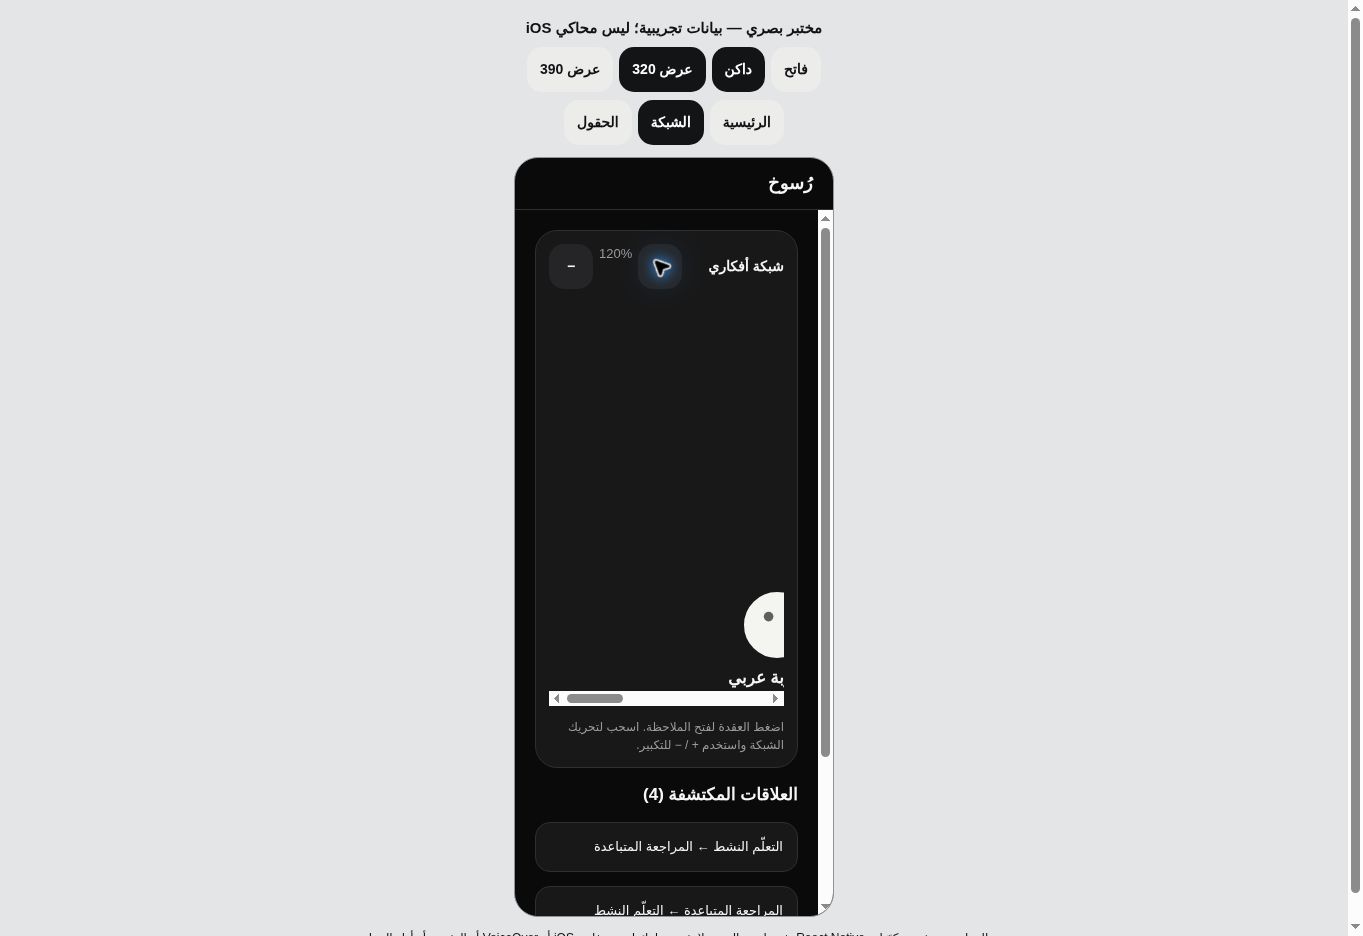 مختبر بصري — بيانات تجريبية؛ ليس محاكي iOS
فاتح داكن عرض 320 عرض 390
الرئيسية الشبكة الحقول
رُسوخ
شبكة أفكاري 120% −
ية عربي
اضغط العقدة لفتح الملاحظة. اسحب لتحريك
الشبكة واستخدم + / − للتكبير.
العلاقات المكتشفة (4)
التعلّم النشط ← المراجعة المتباعدة
المراجعة المتباعدة ← التعلّم النشط